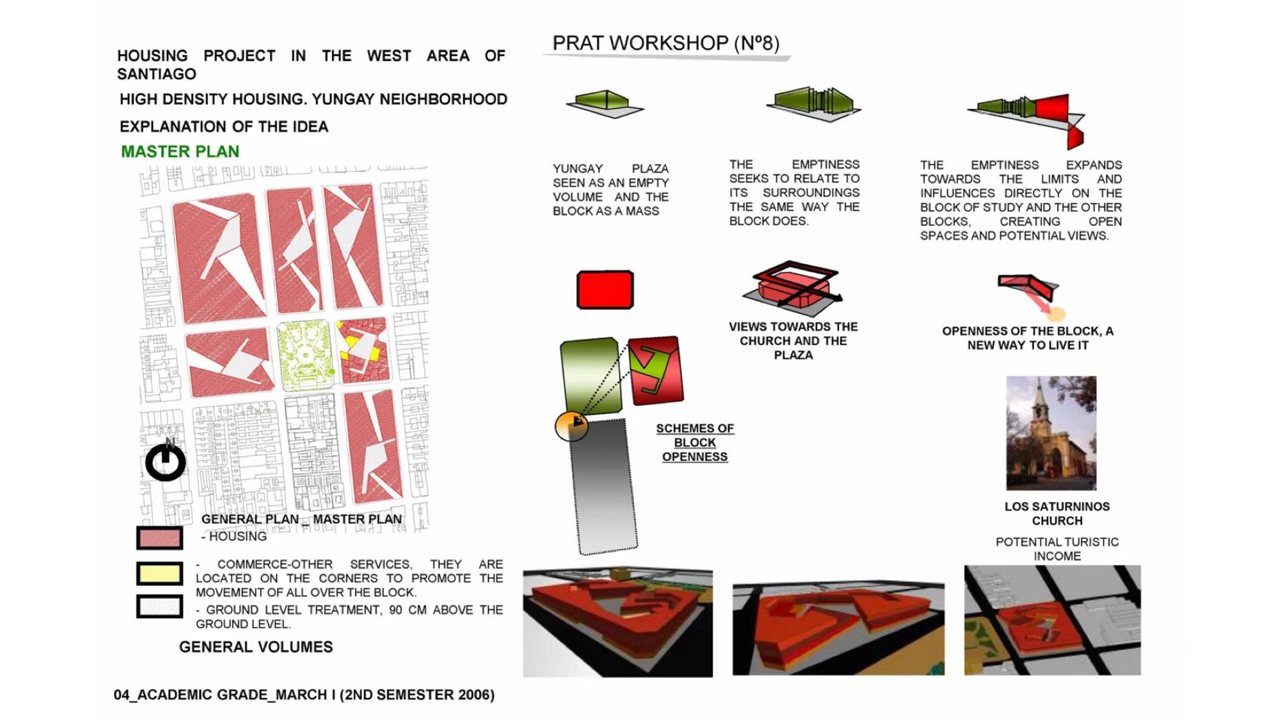 HOUSING PROJECT IN THE WEST AREA OF
SANTIAGO
HIGH DENSITY HOUSING. YUNGAY NEIGHBORHOOD
EXPLANATION OF THE IDEA
MASTER PLAN
N
GENERAL PLAN _ MASTER PLAN
- HOUSING
- COMMERCE-OTHER SERVICES, THEY ARE
LOCATED ON THE CORNERS TO PROMOTE THE
MOVEMENT OF ALL OVER THE BLOCK.
- GROUND LEVEL TREATMENT, 90 CM ABOVE THE
GROUND LEVEL.
GENERAL VOLUMES
04_ACADEMIC GRADE_MARCH I (2ND SEMESTER 2006)
PRAT WORKSHOP (Nº8)
YUNGAY PLAZA
SEEN AS AN EMPTY
VOLUME AND THE
BLOCK AS A MASS
THE EMPTINESS
SEEKS TO RELATE TO
ITS SURROUNDINGS
THE SAME WAY THE
BLOCK DOES.
THE EMPTINESS EXPANDS
TOWARDS THE LIMITS AND
INFLUENCES DIRECTLY ON THE
BLOCK OF STUDY AND THE OTHER
BLOCKS, CREATING OPEN
SPACES AND POTENTIAL VIEWS.
VIEWS TOWARDS THE
CHURCH AND THE
PLAZA
OPENNESS OF THE BLOCK, A
NEW WAY TO LIVE IT
SCHEMES OF
BLOCK
OPENNESS
LOS SATURNINOS
CHURCH
POTENTIAL TURISTIC
INCOME